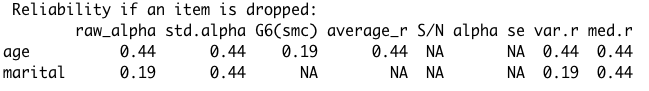 Reliability if an item is dropped:
raw_alpha std.alpha G6(smc) average_r S/N alpha se var.r med.r
age 0.44 0.44 0.19 0.44 NA NA 0.44 0.44
marital 0.19 0.44 NA NA NA NA 0.19 0.44